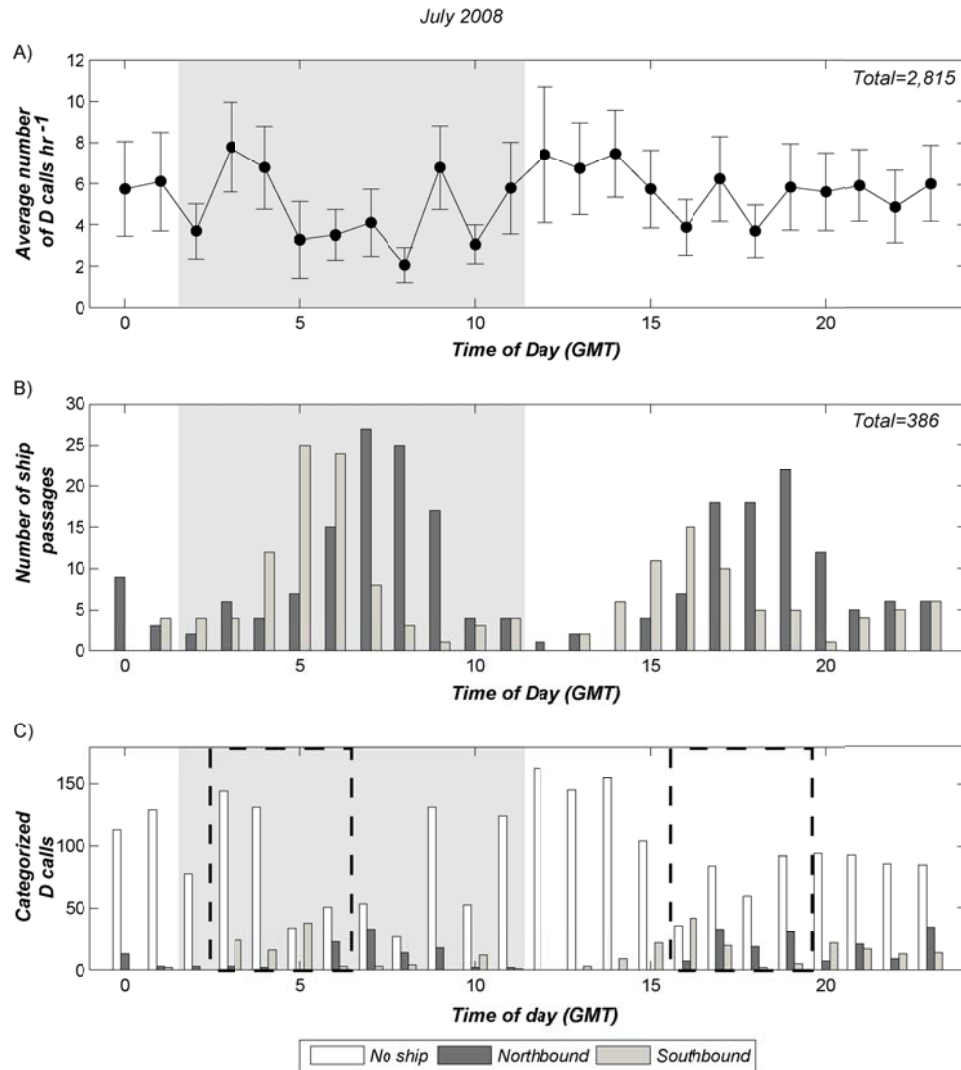 July 2008
A)
Total=2,815
12
10
8
6
4
2
0
Average number
of D calls hr -1
0 5 10 15 20
Time of Day (GMT)
B)
Total=386
30
25
20
15
10
5
0
Number of ship
passages
0 5 10 15 20
Time of Day (GMT)
C)
150
100
50
0
Categorized
D calls
0 5 10 15 20
Time of day (GMT)
No ship Northbound Southbound